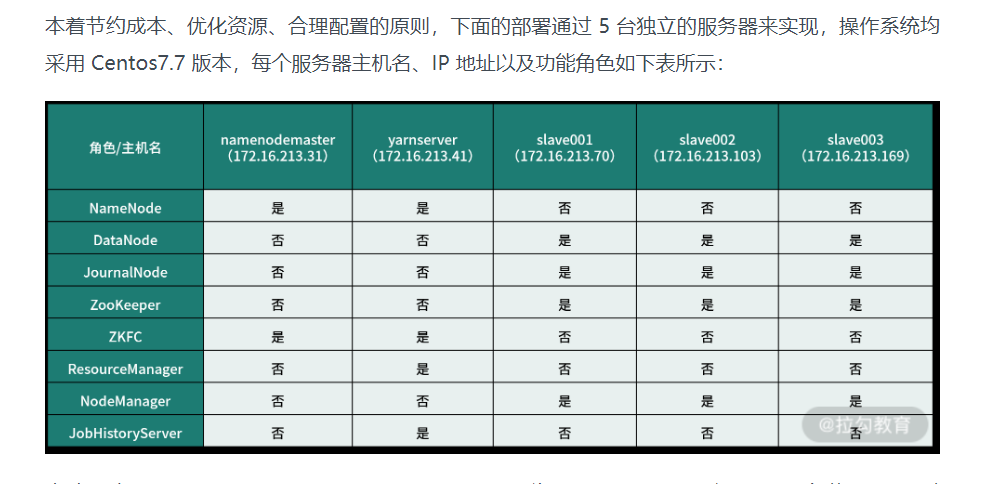 本着节约成本、优化资源、合理配置的原则，下面的部署通过 5 台独立的服务器来实现，操作系统均
采用 Centos7.7 版本，每个服务器主机名、IP 地址以及功能角色如下表所示：
角色/主机名 namenodemaster（172.16.213.31） yarnserver（172.16.213.41） slave001（172.16.213.70） slave002（172.16.213.103） slave003（172.16.213.169）
NameNode 是 是 否 否 否
DataNode 否 否 是 是 是
JournalNode 否 否 是 是 是
ZooKeeper 否 否 是 是 是
ZKFC 是 是 否 否 否
ResourceManager 否 是 否 否 否
NodeManager 否 否 是 是 是
JobHistoryServer 否 是 否 否 否
@拉勾教育